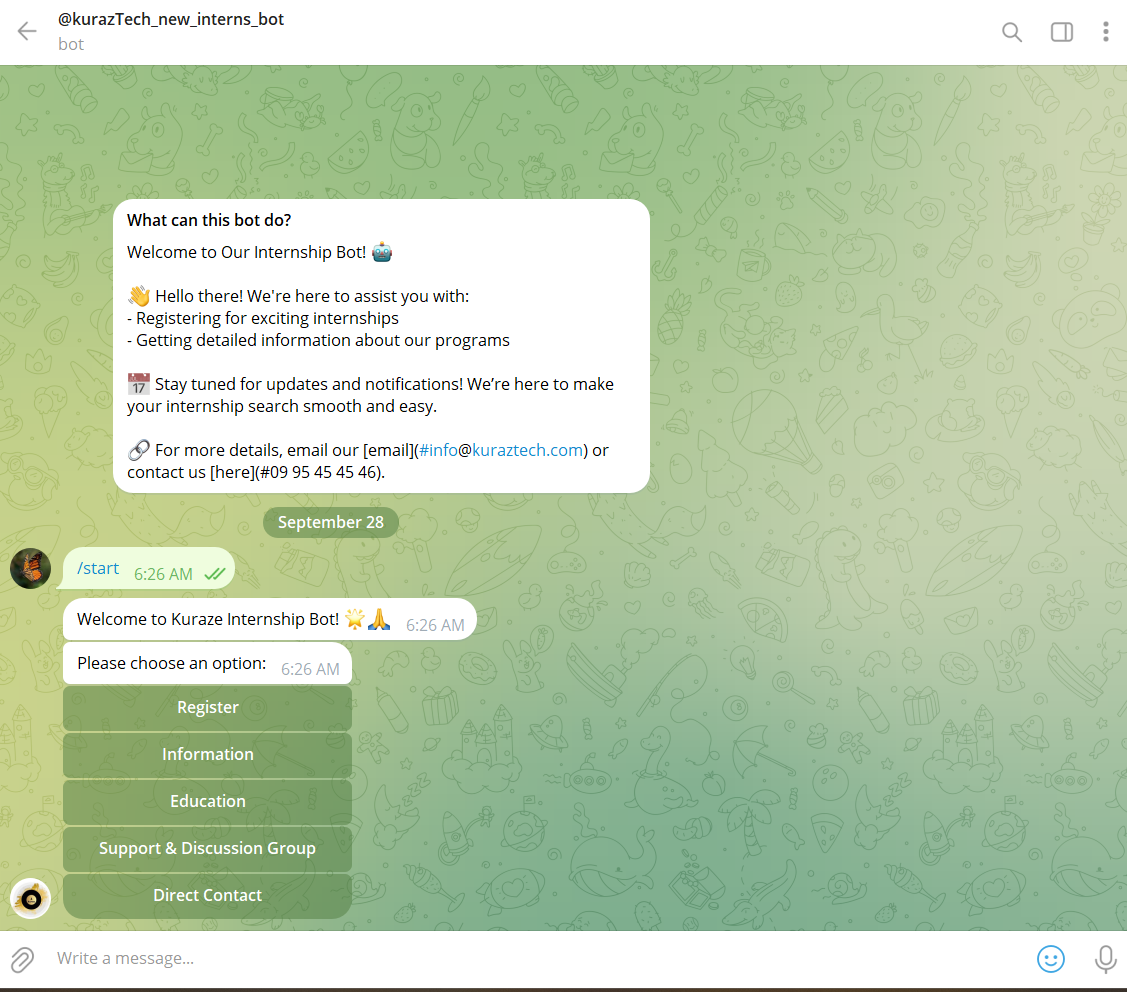 @kurazTech_new_interns_bot
bot
What can this bot do?
Welcome to Our Internship Bot! 🤖
👋 Hello there! We're here to assist you with:
- Registering for exciting internships
- Getting detailed information about our programs
📅 Stay tuned for updates and notifications! We’re here to make
your internship search smooth and easy.
🔗 For more details, email our [email](#info@kuraztech.com) or
contact us [here](#09 95 45 45 46).
September 28
/start 6:26 AM
Welcome to Kuraze Internship Bot! 🌟🙏 6:26 AM
Please choose an option: 6:26 AM
Register
Information
Education
Support & Discussion Group
Direct Contact
Write a message...